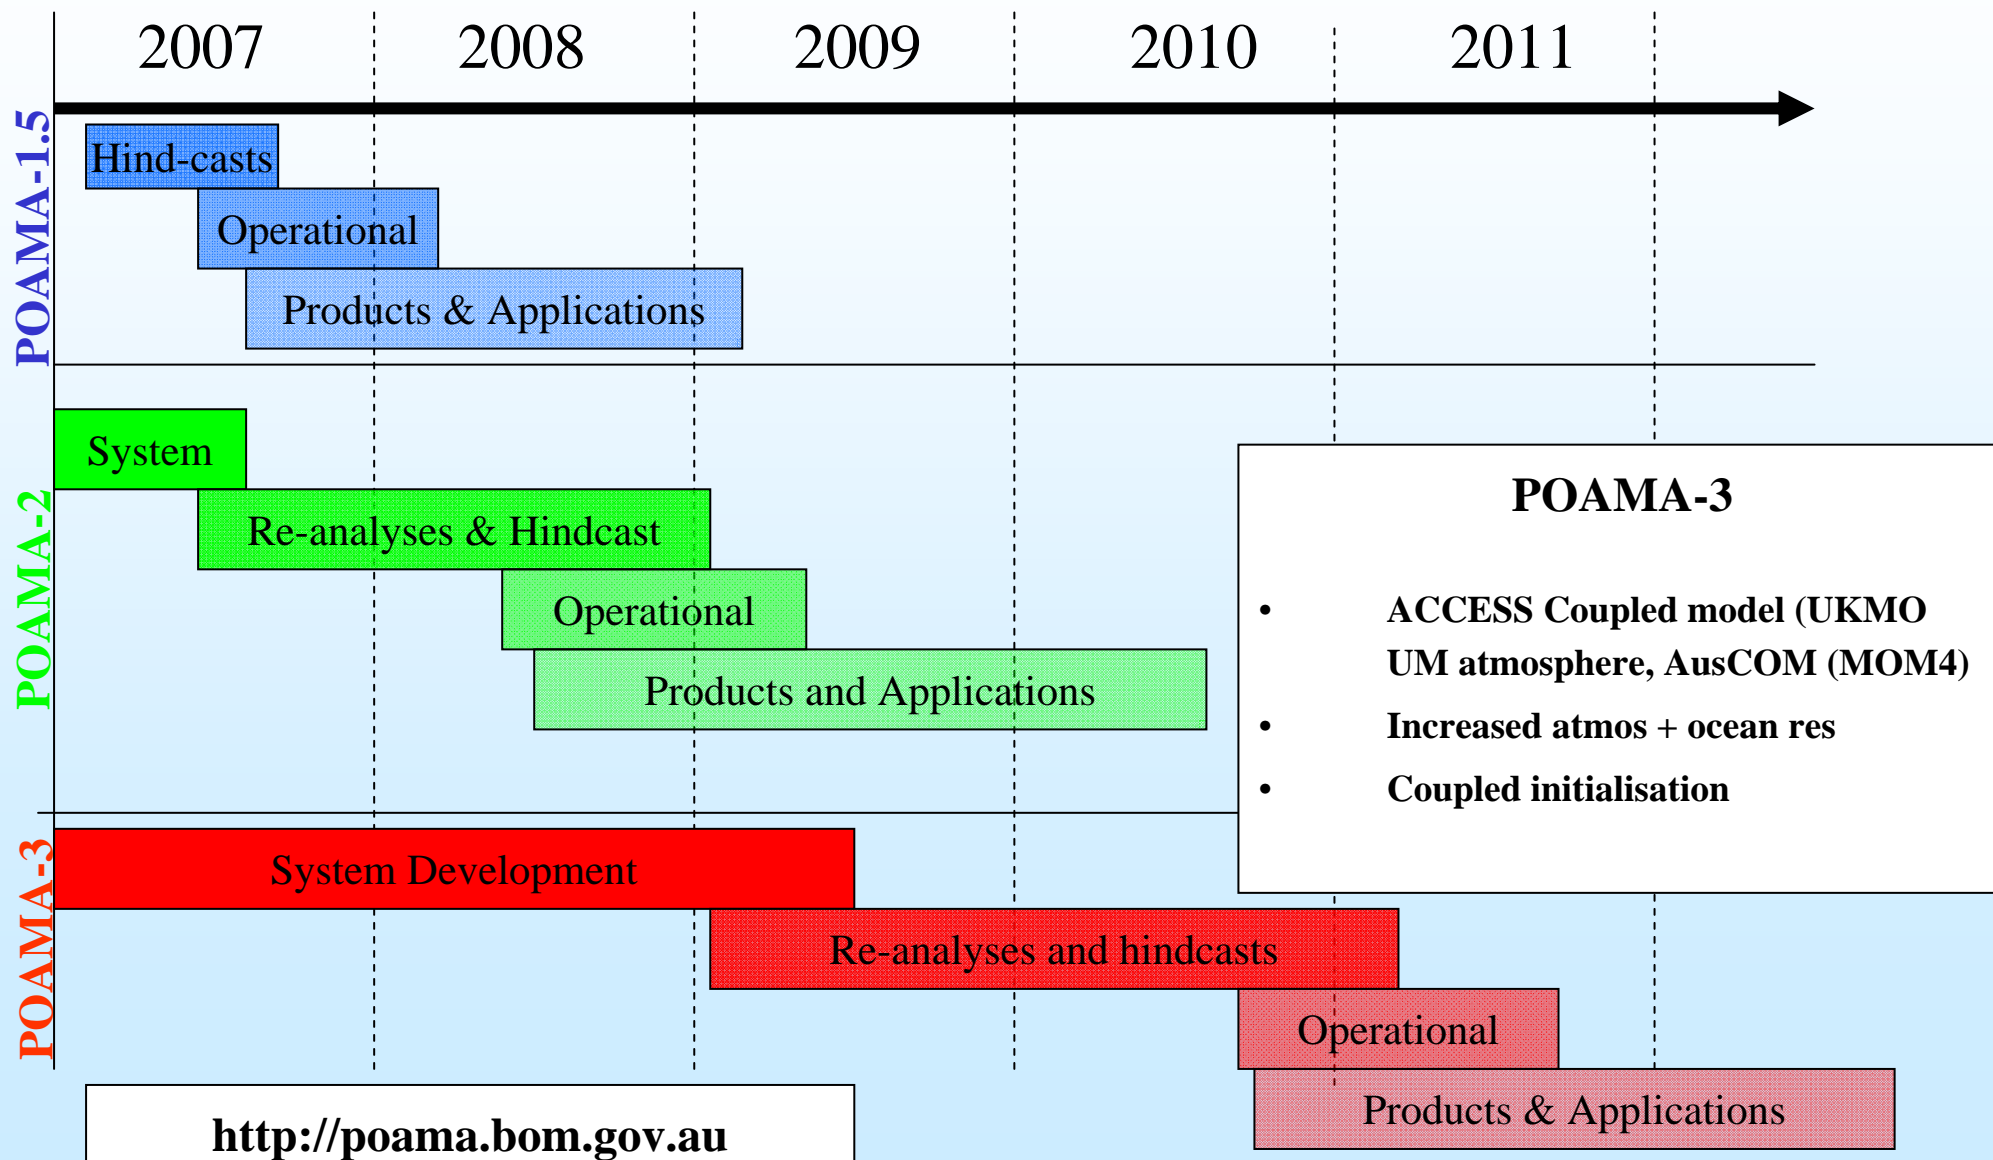 2007 2008 2009 2010 2011
POAMA-1.5
Hind-casts
Operational
Products & Applications
POAMA-2
System
Re-analyses & Hindcast
Operational
Products and Applications
POAMA-3
• ACCESS Coupled model (UKMO
UM atmosphere, AusCOM (MOM4)
• Increased atmos + ocean res
• Coupled initialisation
POAMA-3
System Development
Re-analyses and hindcasts
Operational
Products & Applications
http://poama.bom.gov.au